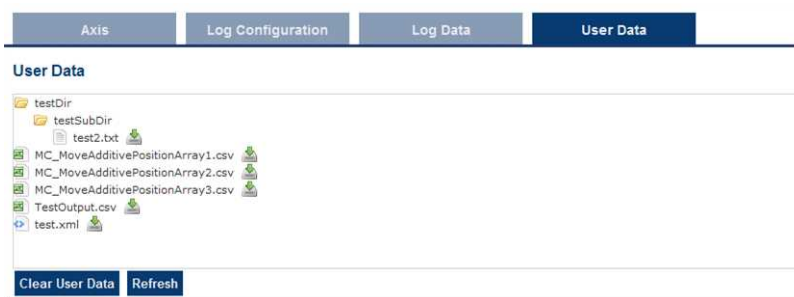 Axis Log Configuration Log Data User Data
User Data
testDir
testSubDir
test2.txt
MC_MoveAdditivePositionArray1.csv
MC_MoveAdditivePositionArray2.csv
MC_MoveAdditivePositionArray3.csv
TestOutput.csv
test.xml
Clear User Data Refresh